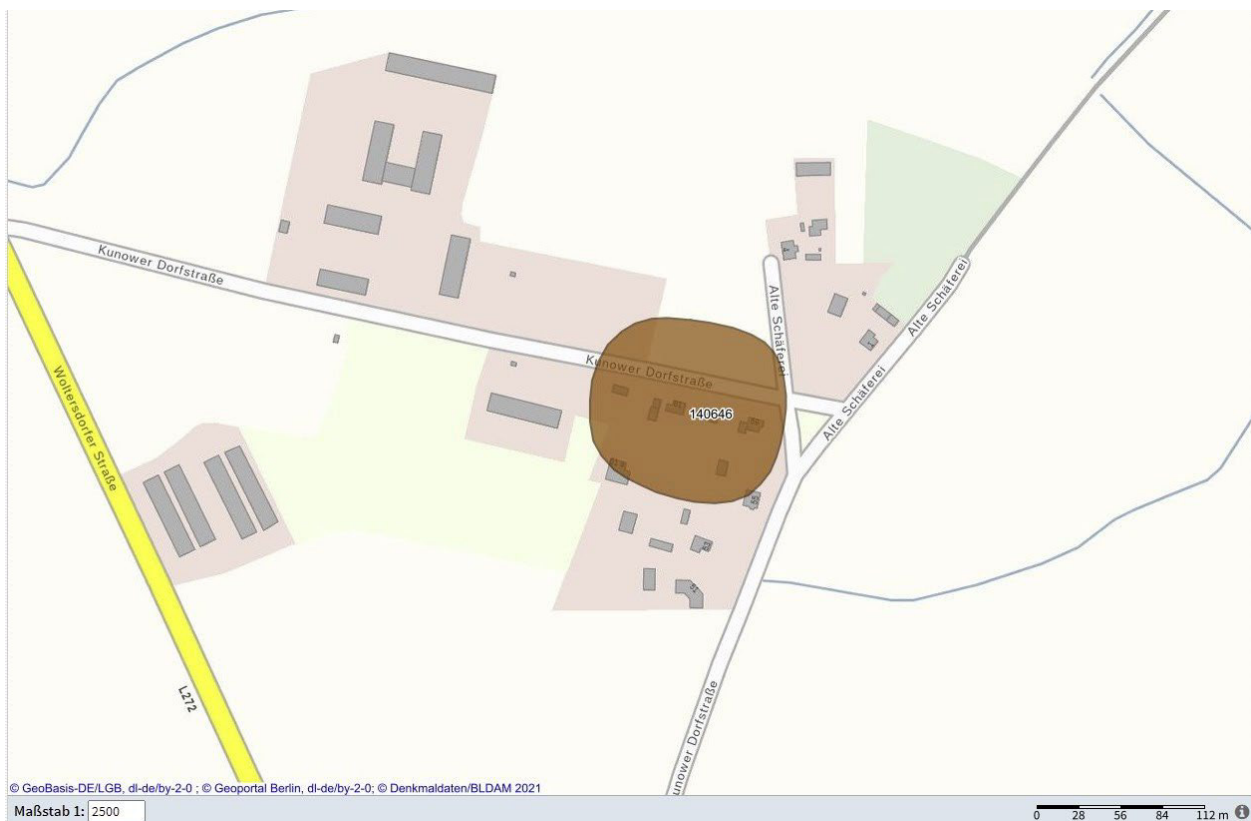 Kunower Dorfstraße
Alte Schäferei
Alte Schäferei
Kunower Dorfstraße
Woltersdorfer Straße
140646
Alte Schäferei
L272
Kunower Dorfstraße
© GeoBasis-DE/LGB, dl-de/by-2-0 ; © Geoportal Berlin, dl-de/by-2-0; © Denkmaldaten/BLDAM 2021
Maßstab 1: 2500
0 28 56 84 112 m